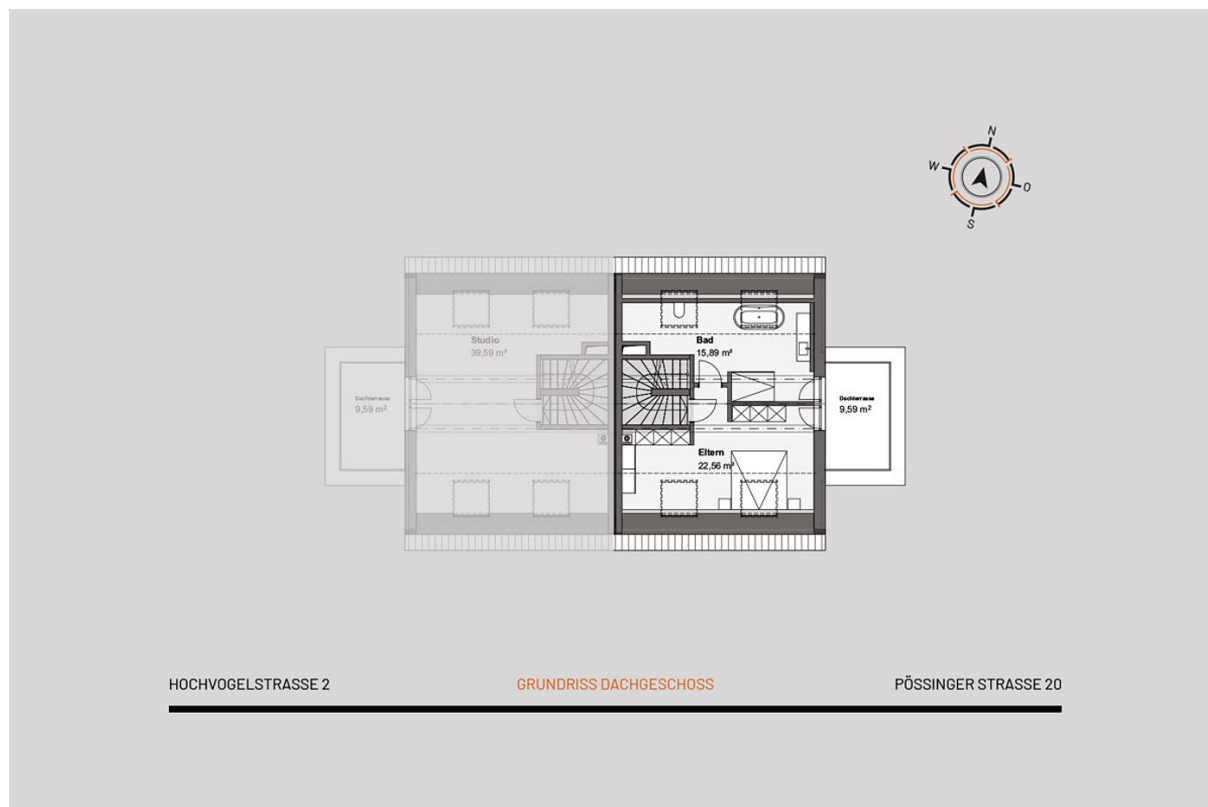 N
W
O
S
Studio
39,59 m²
Bad
15,89 m²
Dachterrasse
9,59 m²
Dachterrasse
9,59 m²
Eltern
22,56 m²
HOCHVOGELSTRASSE 2
GRUNDRISS DACHGESCHOSS
PÖSSINGER STRASSE 20